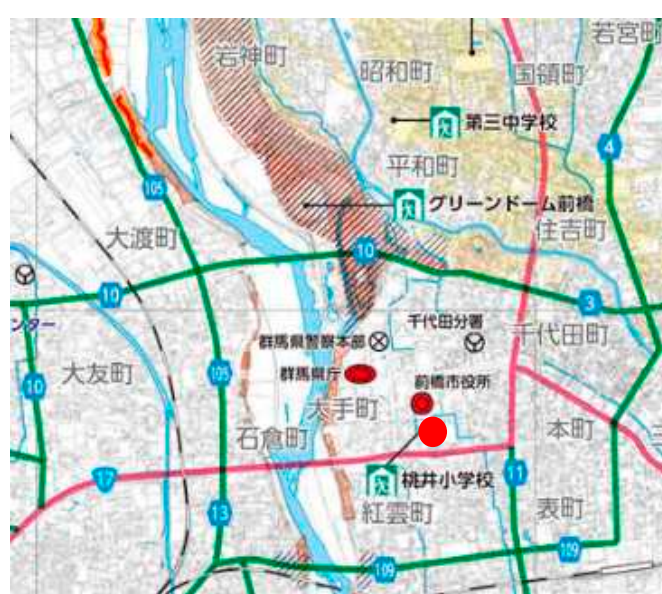 若宮町
岩神町
昭和町
国領町
第三中学校
4
平和町
105
グリーンドーム前橋
住吉町
大渡町
10
10
3
千代田分署
千代田町
群馬県警察本部
ンター
105
大友町
群馬県庁
前橋市役所
10
大手町
本町
石倉町
17
桃井小学校
11
13
紅雲町
表町
109
109